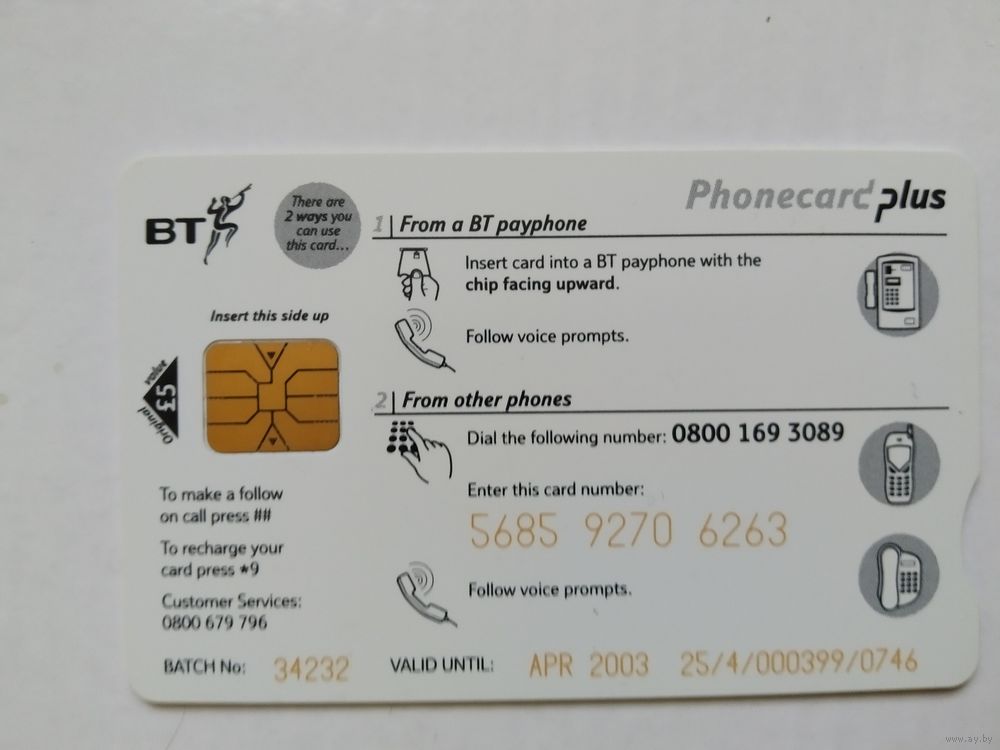 BT
There are
2 ways you
can use
this card...
Phonecard plus
1 From a BT payphone
Insert card into a BT payphone with the
chip facing upward.
Follow voice prompts.
Insert this side up
Original £5 value
2 From other phones
Dial the following number: 0800 169 3089
Enter this card number:
5685 9270 6263
Follow voice prompts.
To make a follow
on call press ##
To recharge your
card press *9
Customer Services:
0800 679 796
BATCH No: 34232 VALID UNTIL: APR 2003 25/4/000399/0746
www.ay.by